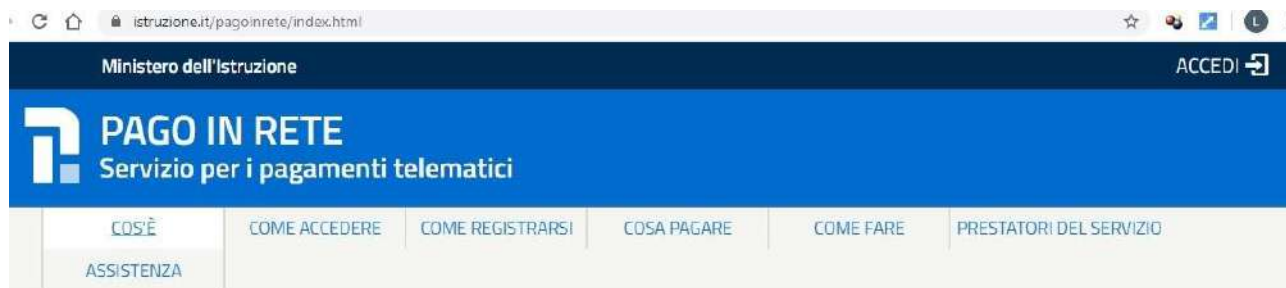 istruzione.it/pagoinrete/index.html
L
Ministero dell'Istruzione
ACCEDI
PAGO IN RETE
Servizio per i pagamenti telematici
COS'È COME ACCEDERE COME REGISTRARSI COSA PAGARE COME FARE PRESTATORI DEL SERVIZIO
ASSISTENZA